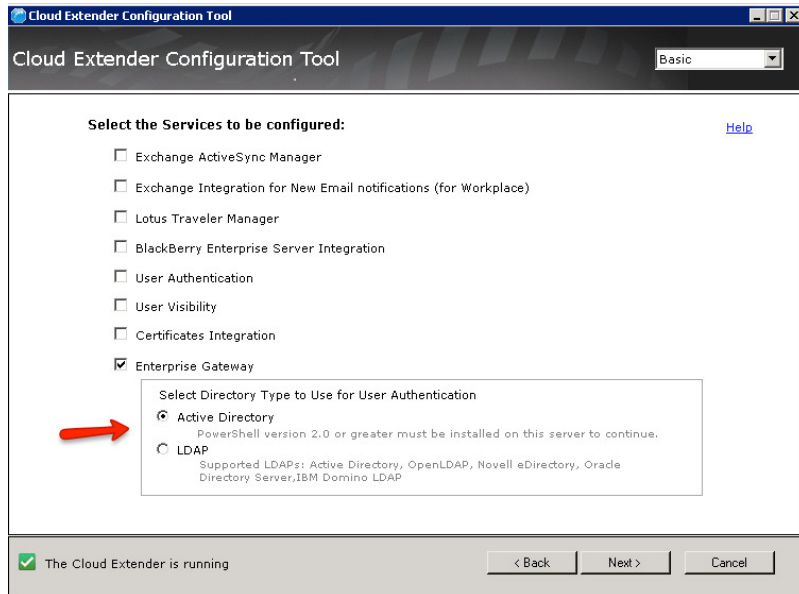 Cloud Extender Configuration Tool
Cloud Extender Configuration Tool
Basic
Select the Services to be configured:
Help
Exchange ActiveSync Manager
Exchange Integration for New Email notifications (for Workplace)
Lotus Traveler Manager
BlackBerry Enterprise Server Integration
User Authentication
User Visibility
Certificates Integration
Enterprise Gateway
Select Directory Type to Use for User Authentication
Active Directory
PowerShell version 2.0 or greater must be installed on this server to continue.
LDAP
Supported LDAPs: Active Directory, OpenLDAP, Novell eDirectory, Oracle
Directory Server,IBM Domino LDAP
The Cloud Extender is running
< Back
Next >
Cancel